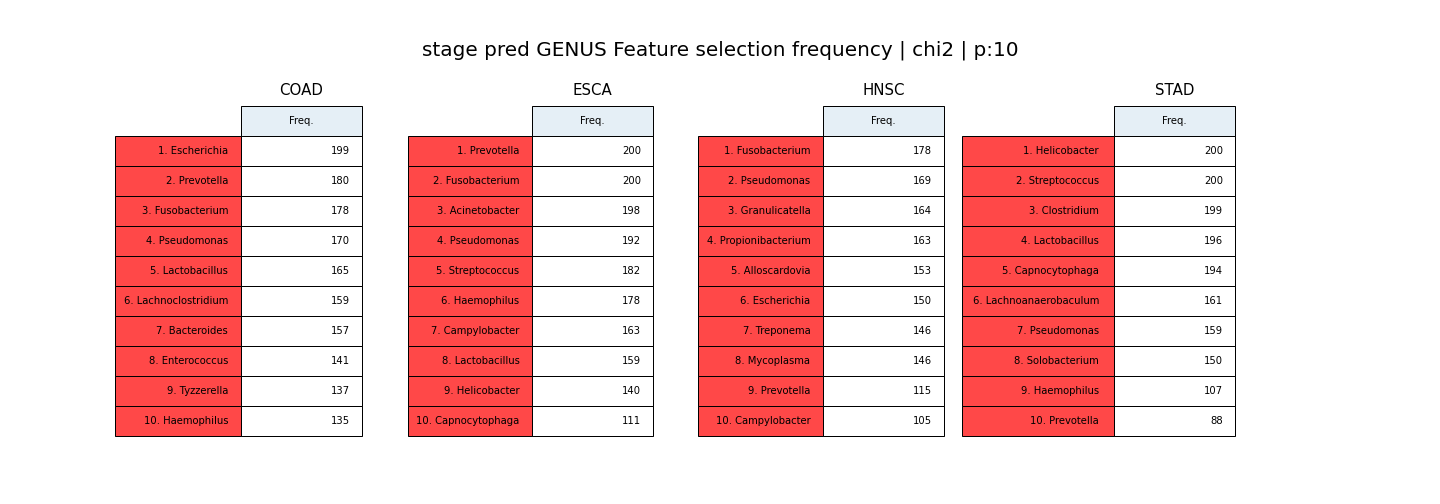 stage pred GENUS Feature selection frequency | chi2 | p:10
COAD
Freq.
1. Escherichia 199
2. Prevotella 180
3. Fusobacterium 178
4. Pseudomonas 170
5. Lactobacillus 165
6. Lachnoclostridium 159
7. Bacteroides 157
8. Enterococcus 141
9. Tyzzerella 137
10. Haemophilus 135
ESCA
Freq.
1. Prevotella 200
2. Fusobacterium 200
3. Acinetobacter 198
4. Pseudomonas 192
5. Streptococcus 182
6. Haemophilus 178
7. Campylobacter 163
8. Lactobacillus 159
9. Helicobacter 140
10. Capnocytophaga 111
HNSC
Freq.
1. Fusobacterium 178
2. Pseudomonas 169
3. Granulicatella 164
4. Propionibacterium 163
5. Alloscardovia 153
6. Escherichia 150
7. Treponema 146
8. Mycoplasma 146
9. Prevotella 115
10. Campylobacter 105
STAD
Freq.
1. Helicobacter 200
2. Streptococcus 200
3. Clostridium 199
4. Lactobacillus 196
5. Capnocytophaga 194
6. Lachnoanaerobaculum 161
7. Pseudomonas 159
8. Solobacterium 150
9. Haemophilus 107
10. Prevotella 88